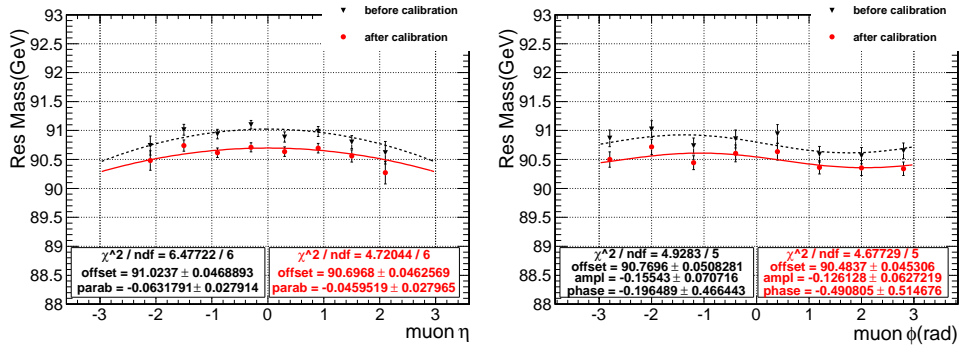 before calibration
after calibration
Res Mass(GeV)
93
92.5
92
91.5
91
90.5
90
89.5
89
88.5
88
χ^2 / ndf = 6.47722 / 6
offset = 91.0237 ± 0.0468893
parab = -0.0631791 ± 0.027914
χ^2 / ndf = 4.72044 / 6
offset = 90.6968 ± 0.0462569
parab = -0.0459519 ± 0.027965
-3 -2 -1 0 1 2 3
muon η
before calibration
after calibration
Res Mass(GeV)
93
92.5
92
91.5
91
90.5
90
89.5
89
88.5
88
χ^2 / ndf = 4.9283 / 5
offset = 90.7696 ± 0.0508281
ampl = -0.15543 ± 0.070716
phase = -0.196489 ± 0.466443
χ^2 / ndf = 4.67729 / 5
offset = 90.4837 ± 0.045306
ampl = -0.126128 ± 0.0627219
phase = -0.490805 ± 0.514676
-3 -2 -1 0 1 2 3
muon ϕ(rad)